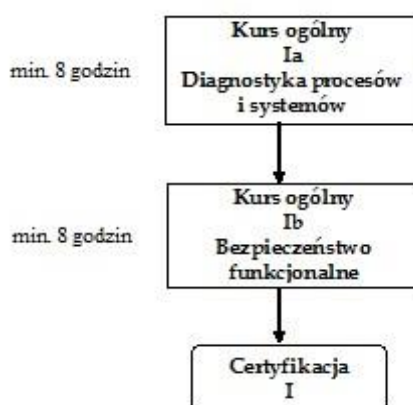 Kurs ogólny
Ia
min. 8 godzin
Diagnostyka procesów
i systemów
Kurs ogólny
Ib
min. 8 godzin
Bezpieczeństwo
funkcjonalne
Certyfikacja
I